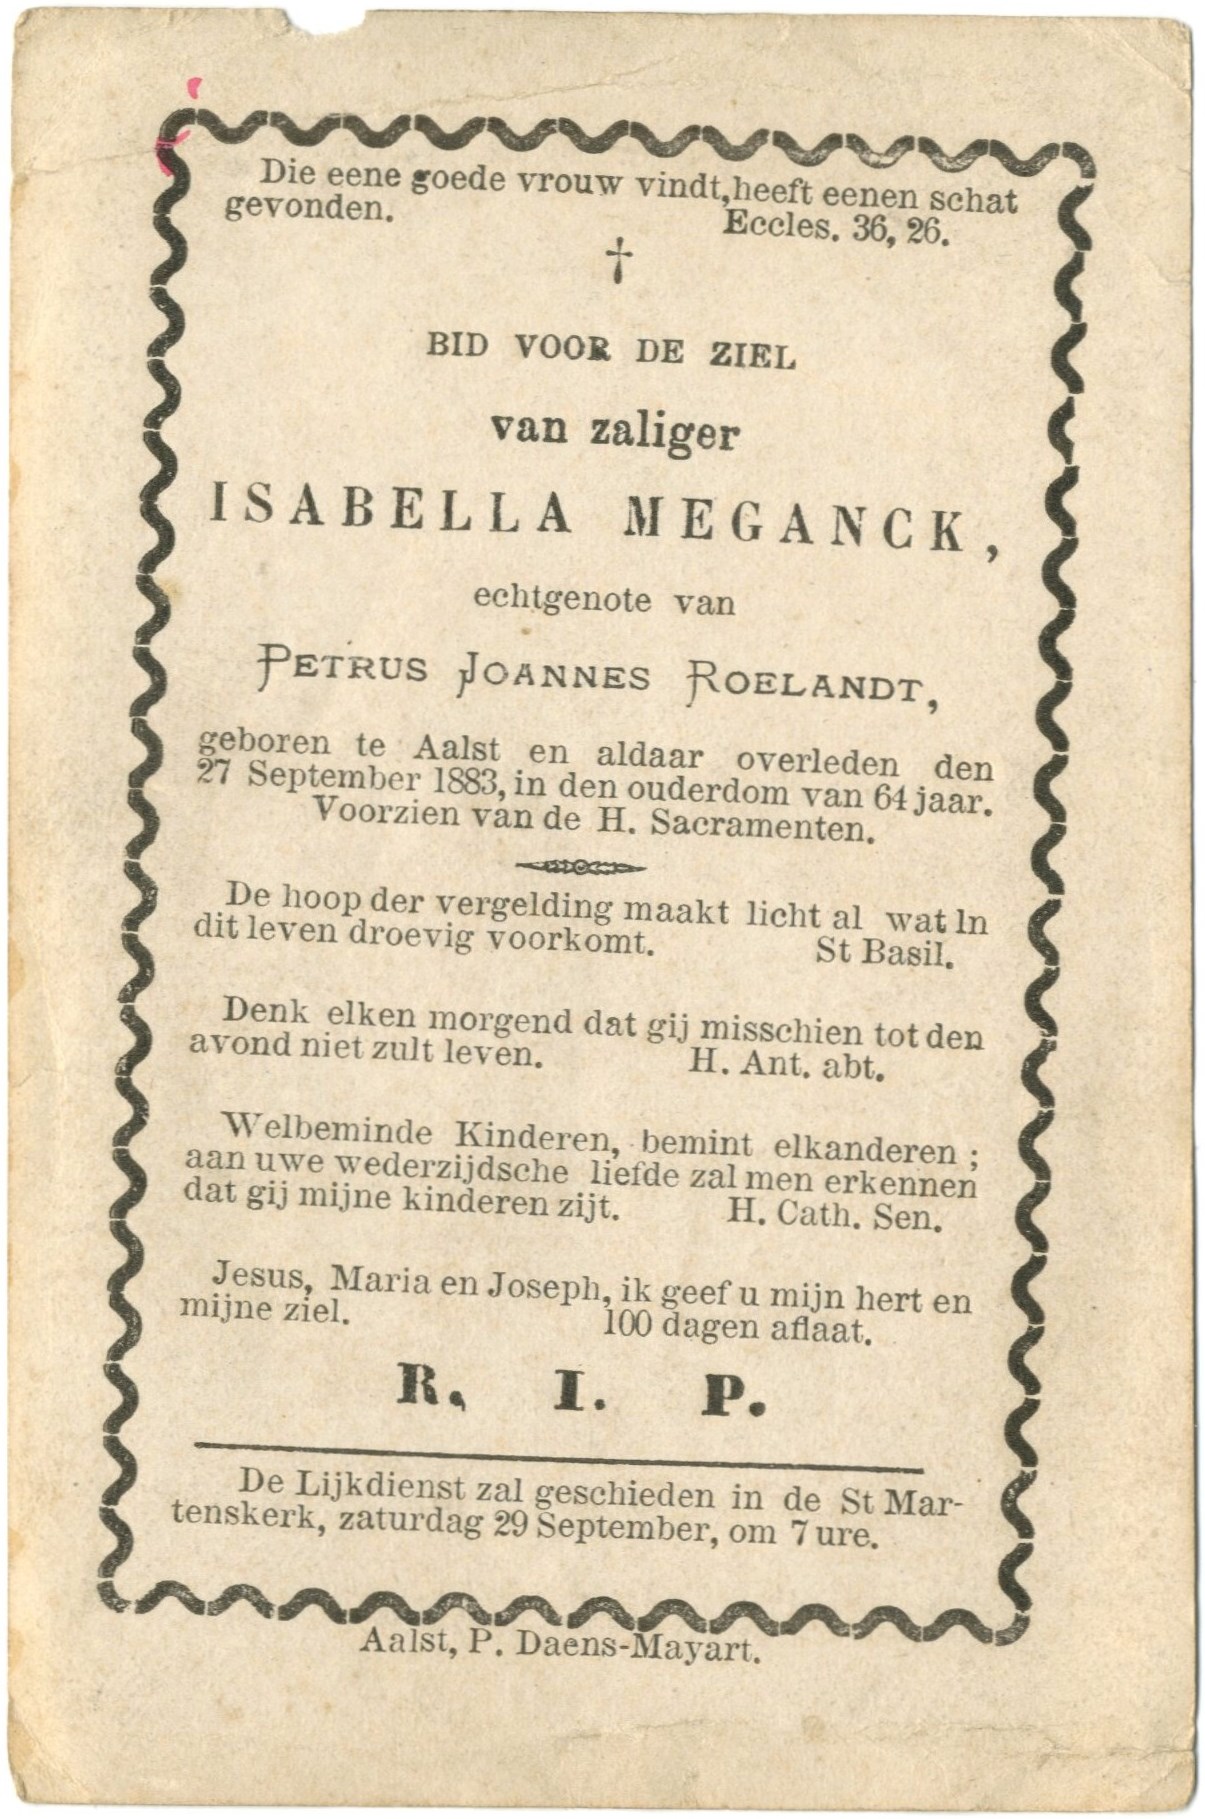 Die eene goede vrouw vindt, heeft eenen schat
gevonden. Eccles. 36, 26.
†
BID VOOR DE ZIEL
van zaliger
ISABELLA MEGANCK,
echtgenote van
PETRUS JOANNES ROELANDT,
geboren te Aalst en aldaar overleden den
27 September 1883, in den ouderdom van 64 jaar.
Voorzien van de H. Sacramenten.
De hoop der vergelding maakt licht al wat ln
dit leven droevig voorkomt. St Basil.
Denk elken morgend dat gij misschien tot den
avond niet zult leven. H. Ant. abt.
Welbeminde Kinderen, bemint elkanderen ;
aan uwe wederzijdsche liefde zal men erkennen
dat gij mijne kinderen zijt. H. Cath. Sen.
Jesus, Maria en Joseph, ik geef u mijn hert en
mijne ziel. 100 dagen aflaat.
R. I. P.
De Lijkdienst zal geschieden in de St Mar-
tenskerk, zaturdag 29 September, om 7 ure.
Aalst, P. Daens-Mayart.